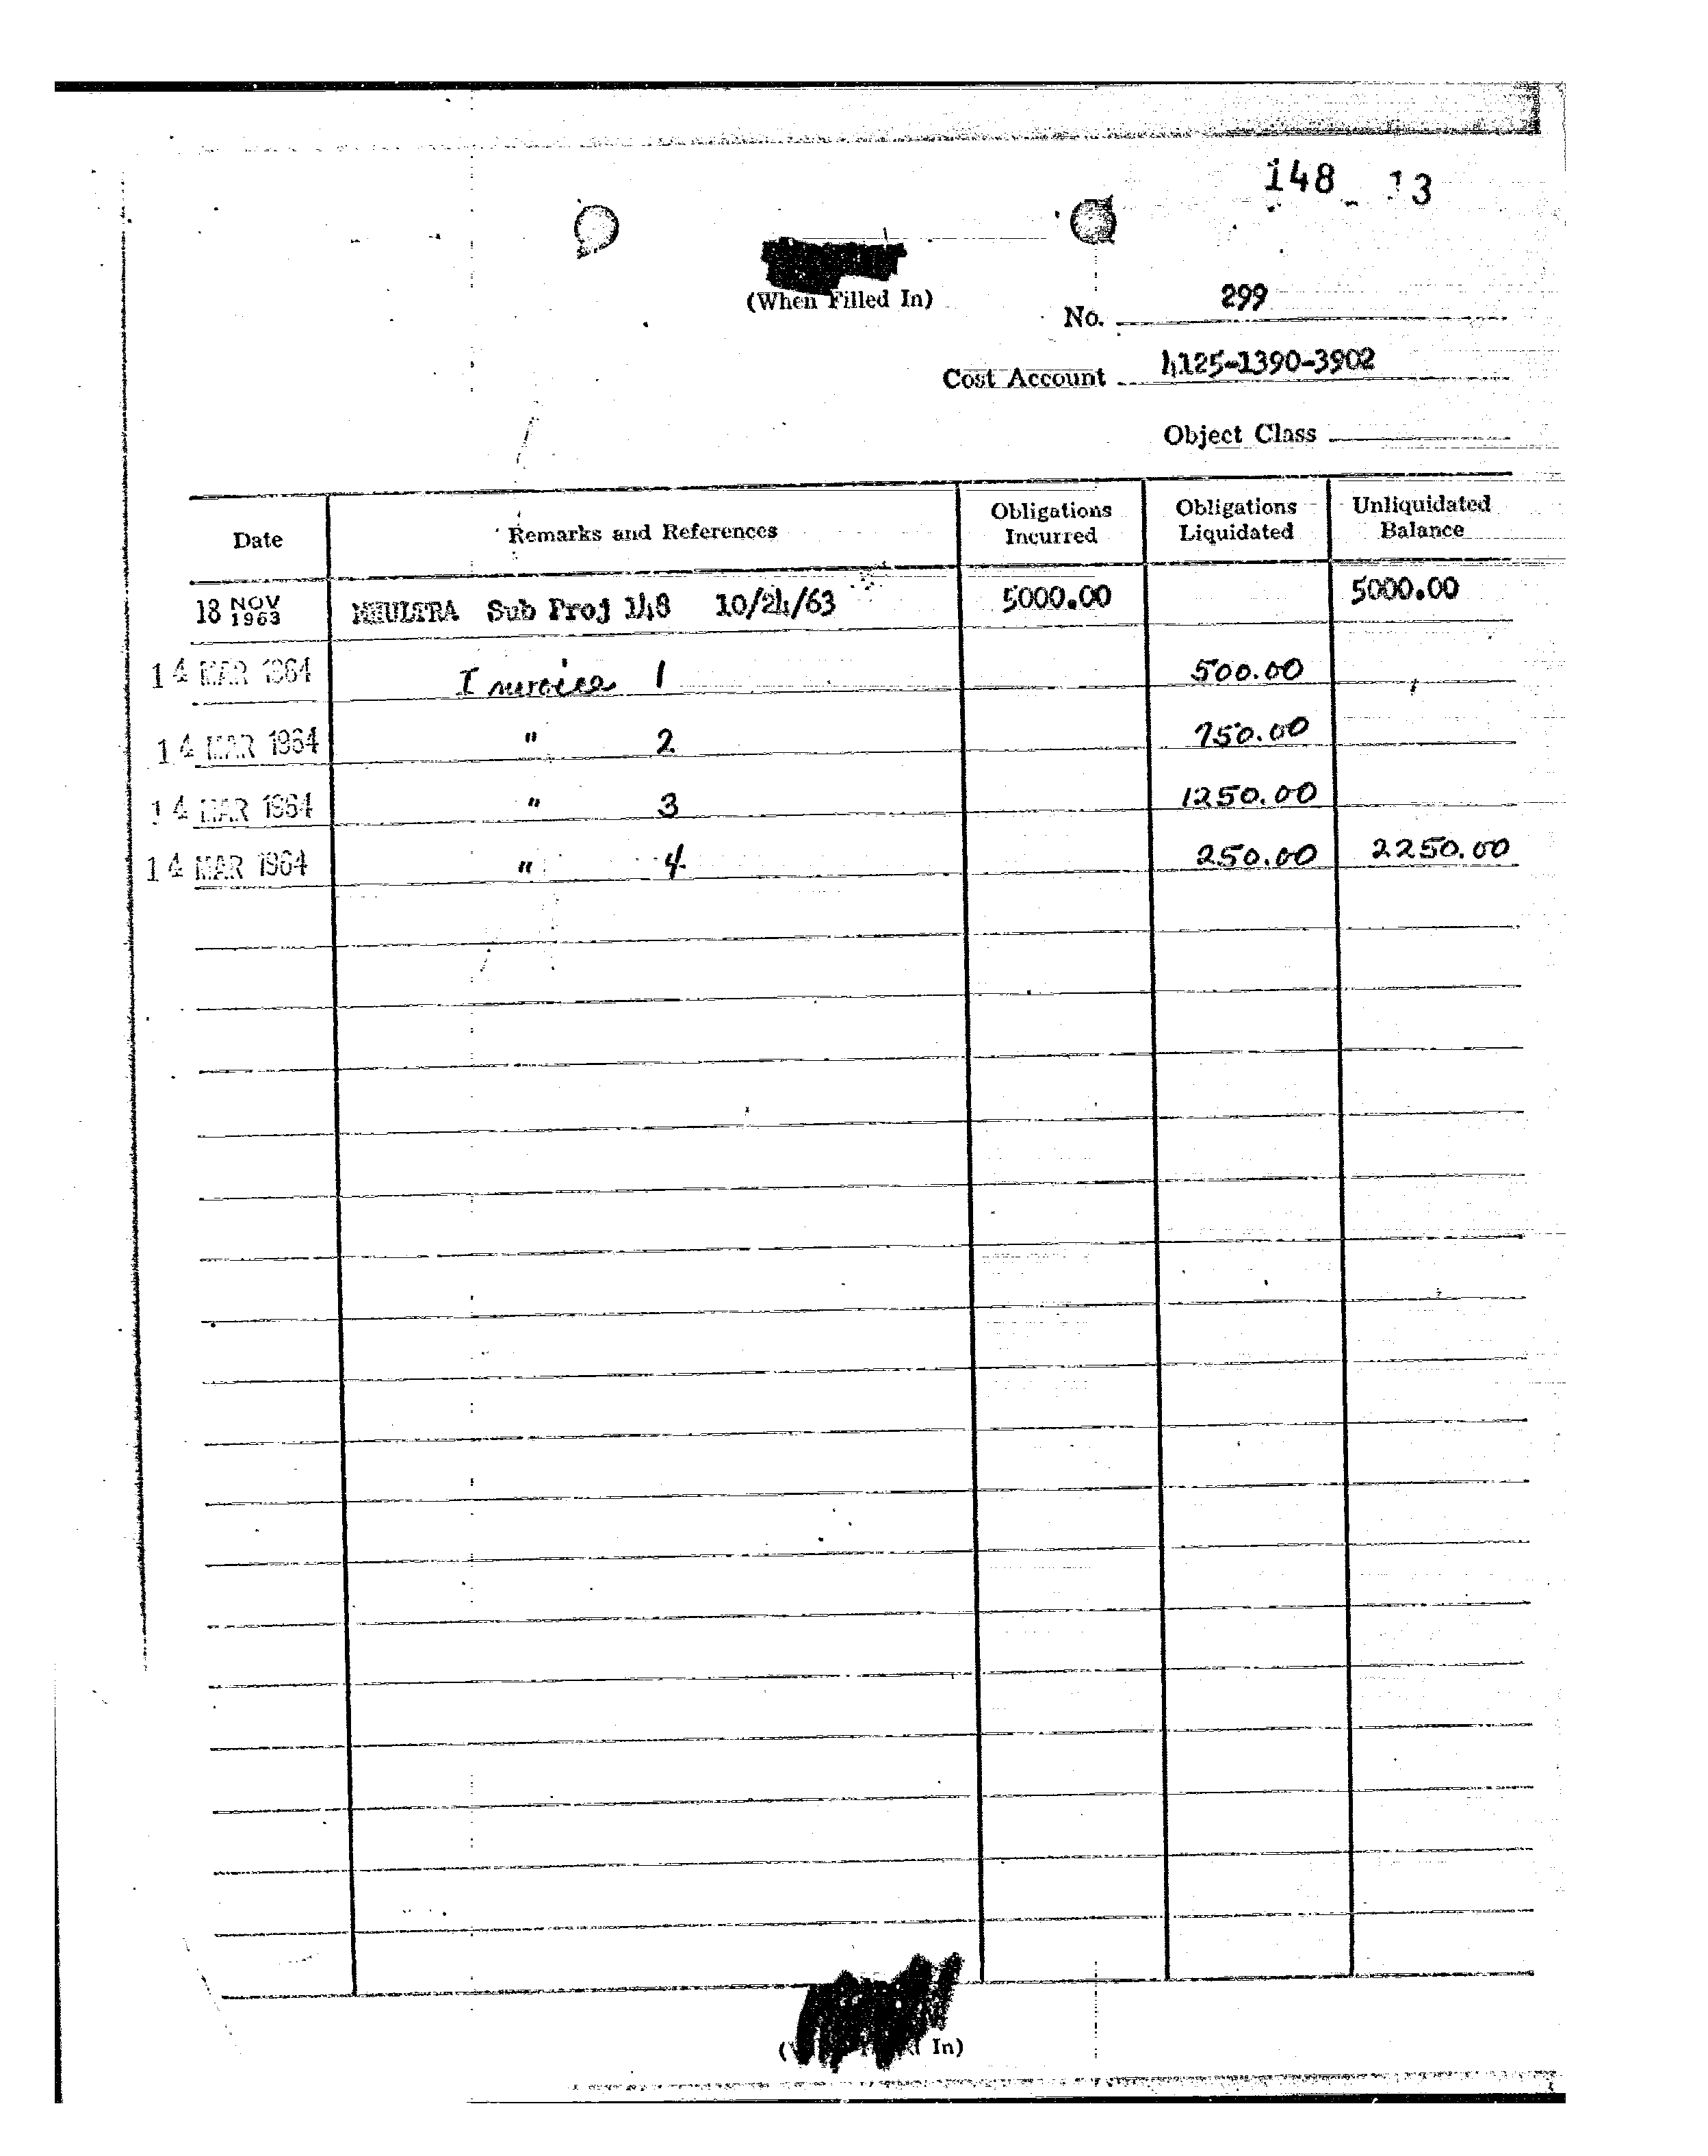 148 13
(When Filled In)
No. 299
Cost Account 4125-1390-3902
Object Class
Date Remarks and References Obligations Incurred Obligations Liquidated Unliquidated Balance
18 NOV 1963 MKULTRA Sub Proj 148 10/24/63 5000.00 5000.00
14 MAR 1964 Invoice 1 500.00
14 MAR 1964 " 2 750.00
14 MAR 1964 " 3 1250.00
14 MAR 1964 " 4 250.00 2250.00
In)